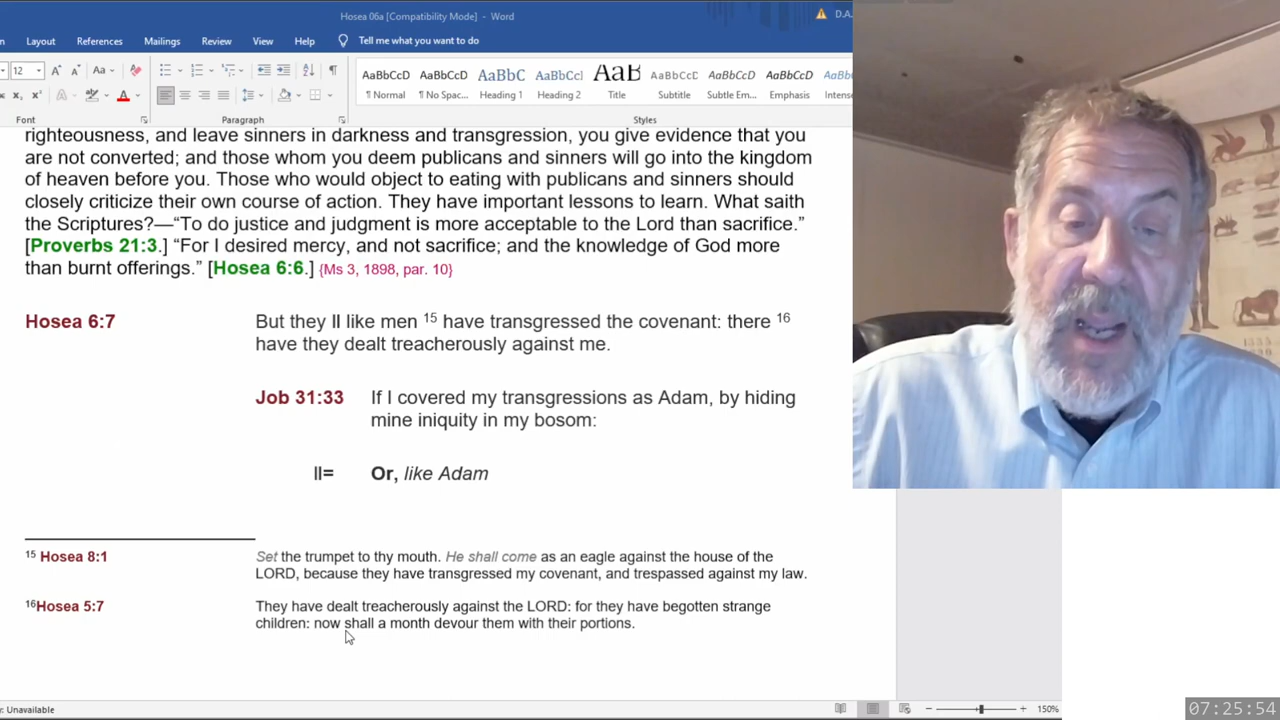 Hosea 06a [Compatibility Mode] - Word
D.A.
Layout References Mailings Review View Help Tell me what you want to do
12 Aa
AaBbCcD AaBbCcD AaBbC AaBbCcl AaB AaBbCcD AaBbCcD AaBbCcD AaBb
¶ Normal ¶ No Spac... Heading 1 Heading 2 Title Subtitle Subtle Em... Emphasis Intense
Font Paragraph Styles
righteousness, and leave sinners in darkness and transgression, you give evidence that you
are not converted; and those whom you deem publicans and sinners will go into the kingdom
of heaven before you. Those who would object to eating with publicans and sinners should
closely criticize their own course of action. They have important lessons to learn. What saith
the Scriptures?—“To do justice and judgment is more acceptable to the Lord than sacrifice.”
[Proverbs 21:3.] “For I desired mercy, and not sacrifice; and the knowledge of God more
than burnt offerings.” [Hosea 6:6.] {Ms 3, 1898, par. 10}
Hosea 6:7 But they ll like men 15 have transgressed the covenant: there 16
have they dealt treacherously against me.
Job 31:33 If I covered my transgressions as Adam, by hiding
mine iniquity in my bosom:
ll= Or, like Adam
15 Hosea 8:1 Set the trumpet to thy mouth. He shall come as an eagle against the house of the
LORD, because they have transgressed my covenant, and trespassed against my law.
16Hosea 5:7 They have dealt treacherously against the LORD: for they have begotten strange
children: now shall a month devour them with their portions.
: Unavailable
150%
07:25:54